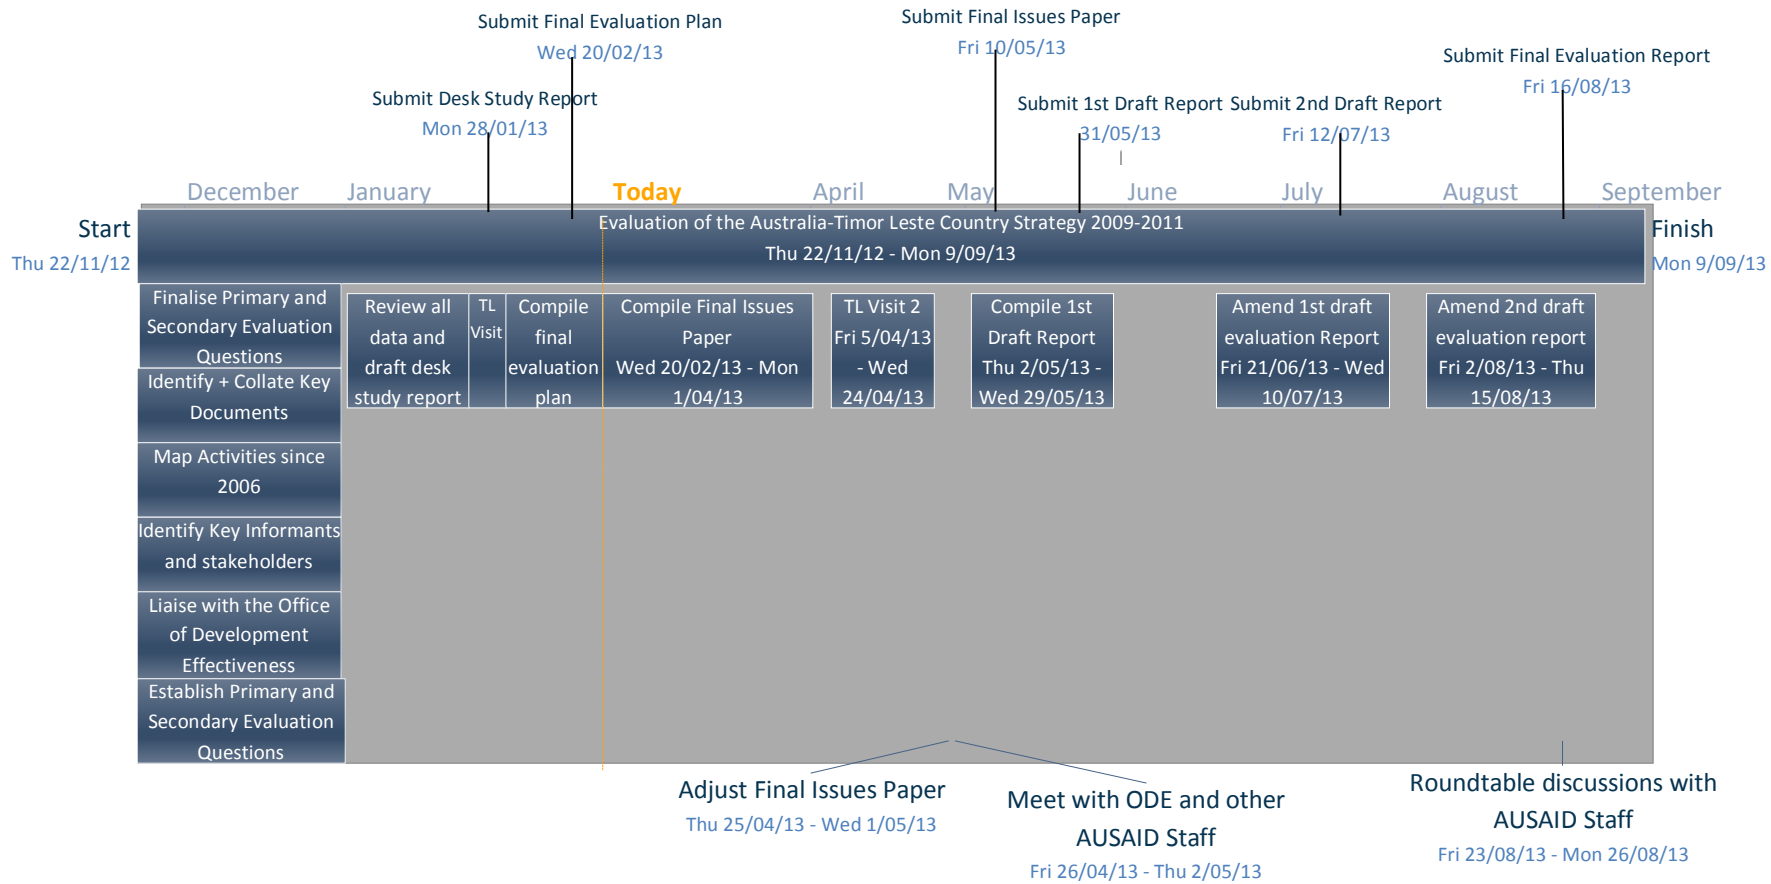 Submit Final Evaluation Plan
Wed 20/02/13
Submit Final Issues Paper
Fri 10/05/13
Submit Final Evaluation Report
Fri 16/08/13
Submit Desk Study Report
Mon 28/01/13
Submit 1st Draft Report
31/05/13
Submit 2nd Draft Report
Fri 12/07/13
December January Today April May June July August September
Start
Thu 22/11/12
Evaluation of the Australia-Timor Leste Country Strategy 2009-2011
Thu 22/11/12 - Mon 9/09/13
Finish
Mon 9/09/13
Finalise Primary and
Secondary Evaluation
Questions
Identify + Collate Key
Documents
Map Activities since
2006
Identify Key Informants
and stakeholders
Liaise with the Office
of Development
Effectiveness
Establish Primary and
Secondary Evaluation
Questions
Review all
data and
draft desk
study report
TL
Visit
Compile
final
evaluation
plan
Compile Final Issues
Paper
Wed 20/02/13 - Mon
1/04/13
TL Visit 2
Fri 5/04/13
- Wed
24/04/13
Compile 1st
Draft Report
Thu 2/05/13 -
Wed 29/05/13
Amend 1st draft
evaluation Report
Fri 21/06/13 - Wed
10/07/13
Amend 2nd draft
evaluation report
Fri 2/08/13 - Thu
15/08/13
Adjust Final Issues Paper
Thu 25/04/13 - Wed 1/05/13
Meet with ODE and other
AUSAID Staff
Fri 26/04/13 - Thu 2/05/13
Roundtable discussions with
AUSAID Staff
Fri 23/08/13 - Mon 26/08/13